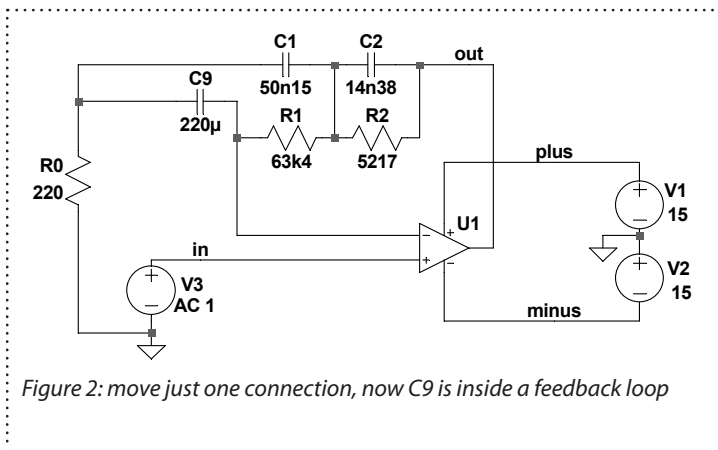 C1
C2
out
C9
50n15
14n38
R1
R2
220µ
63k4
5217
plus
R0
220
V1
15
U1
in
V3
AC 1
V2
15
minus
Figure 2: move just one connection, now C9 is inside a feedback loop